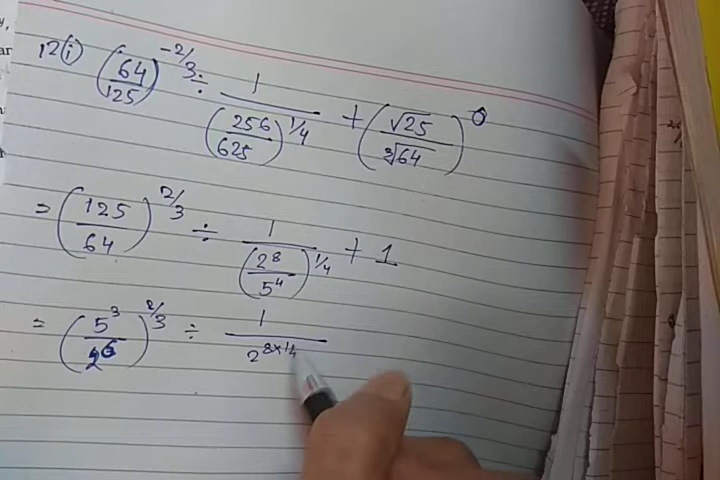 12(i) (64/125)^-2/3 ÷ 1/(256/625)^1/4 + (√25/∛64)^0
= (125/64)^2/3 ÷ 1/(2^8/5^4)^1/4 + 1
= (5^3/2^6)^2/3 ÷ 1/2^8×1/4